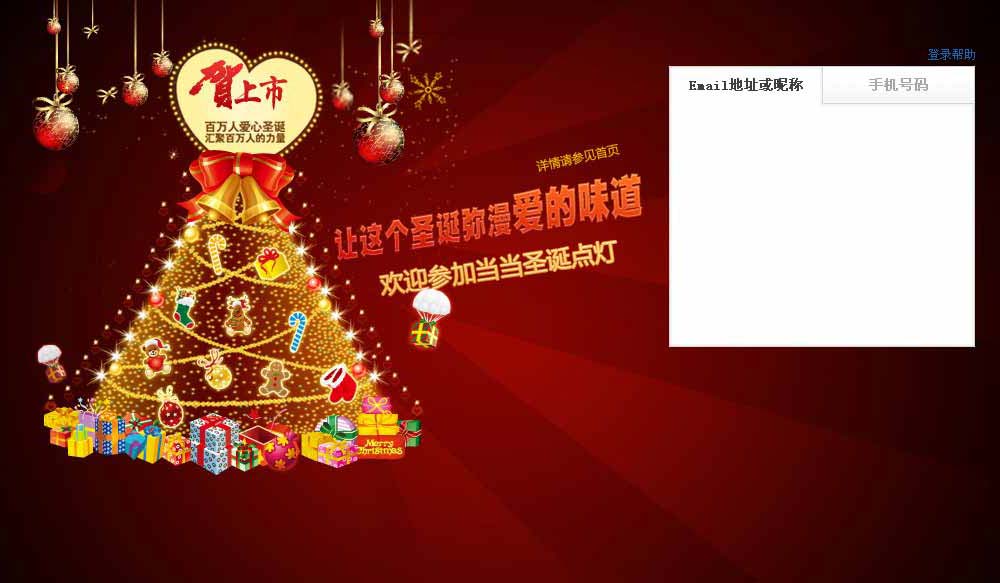 登录帮助
Email地址或昵称
手机号码
贺上市
百万人爱心圣诞
汇聚百万人的力量
详情请参见首页
让这个圣诞弥漫爱的味道
欢迎参加当当圣诞点灯
Merry
Christmas